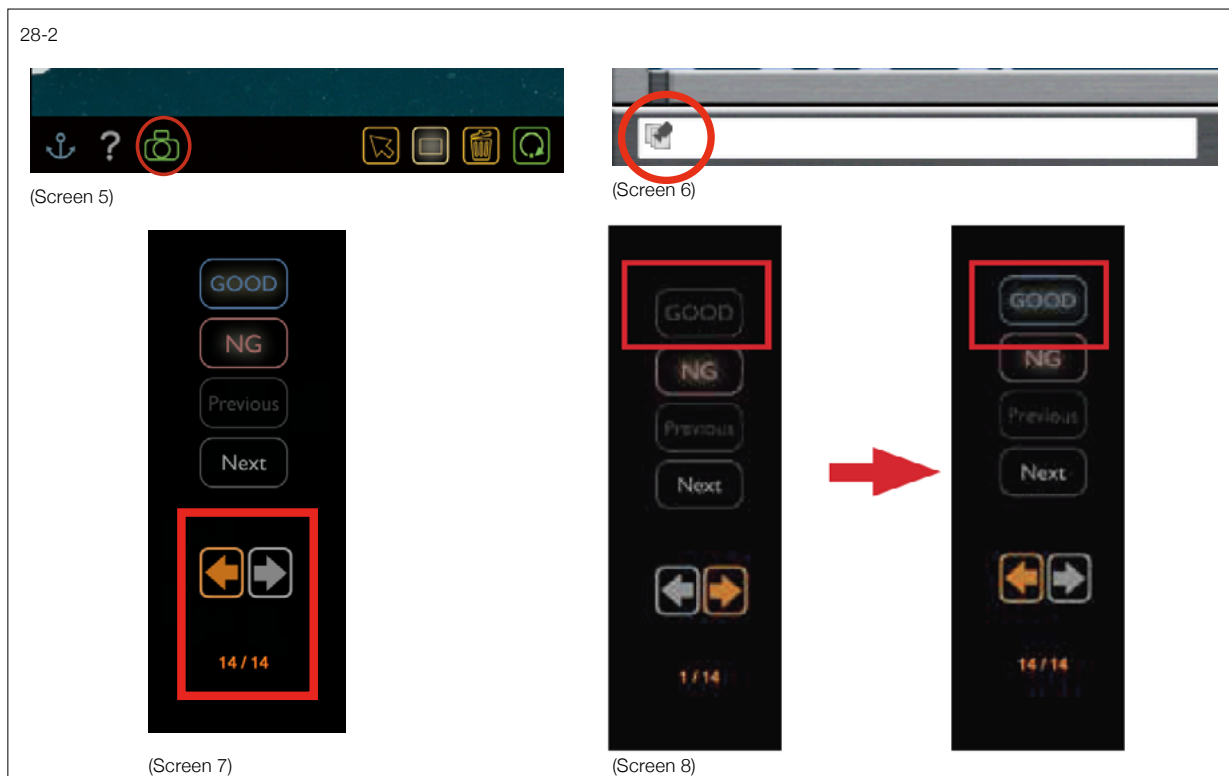 28-2
?
(Screen 5)
(Screen 6)
GOOD
NG
Previous
Next
14 / 14
(Screen 7)
GOOD
NG
Previous
Next
1 / 14
GOOD
NG
Previous
Next
14 / 14
(Screen 8)